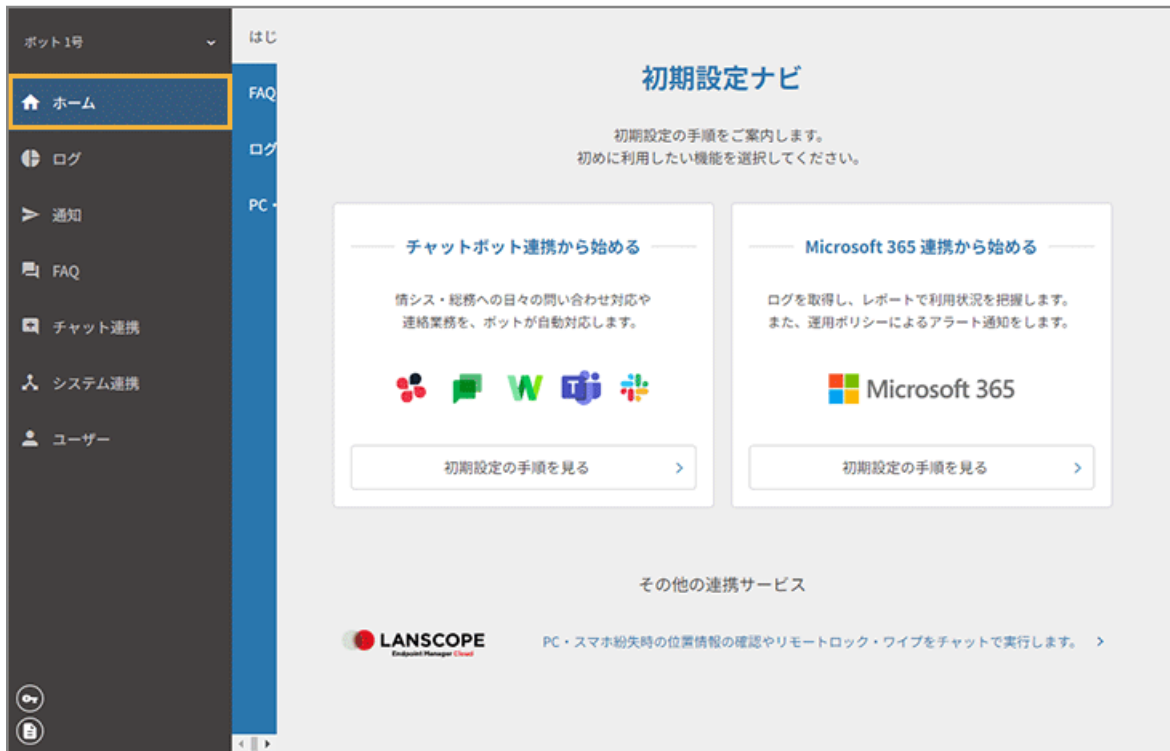 ボット1号
ホーム
ログ
通知
FAQ
チャット連携
システム連携
ユーザー
はじ
FAQ
ログ
PC・
初期設定ナビ
初期設定の手順をご案内します。
初めに利用したい機能を選択してください。
チャットボット連携から始める
情シス・総務への日々の問い合わせ対応や
連絡業務を、ボットが自動対応します。
初期設定の手順を見る
Microsoft 365 連携から始める
ログを取得し、レポートで利用状況を把握します。
また、運用ポリシーによるアラート通知をします。
Microsoft 365
初期設定の手順を見る
その他の連携サービス
LANSCOPE
Endpoint Manager Cloud
PC・スマホ紛失時の位置情報の確認やリモートロック・ワイプをチャットで実行します。